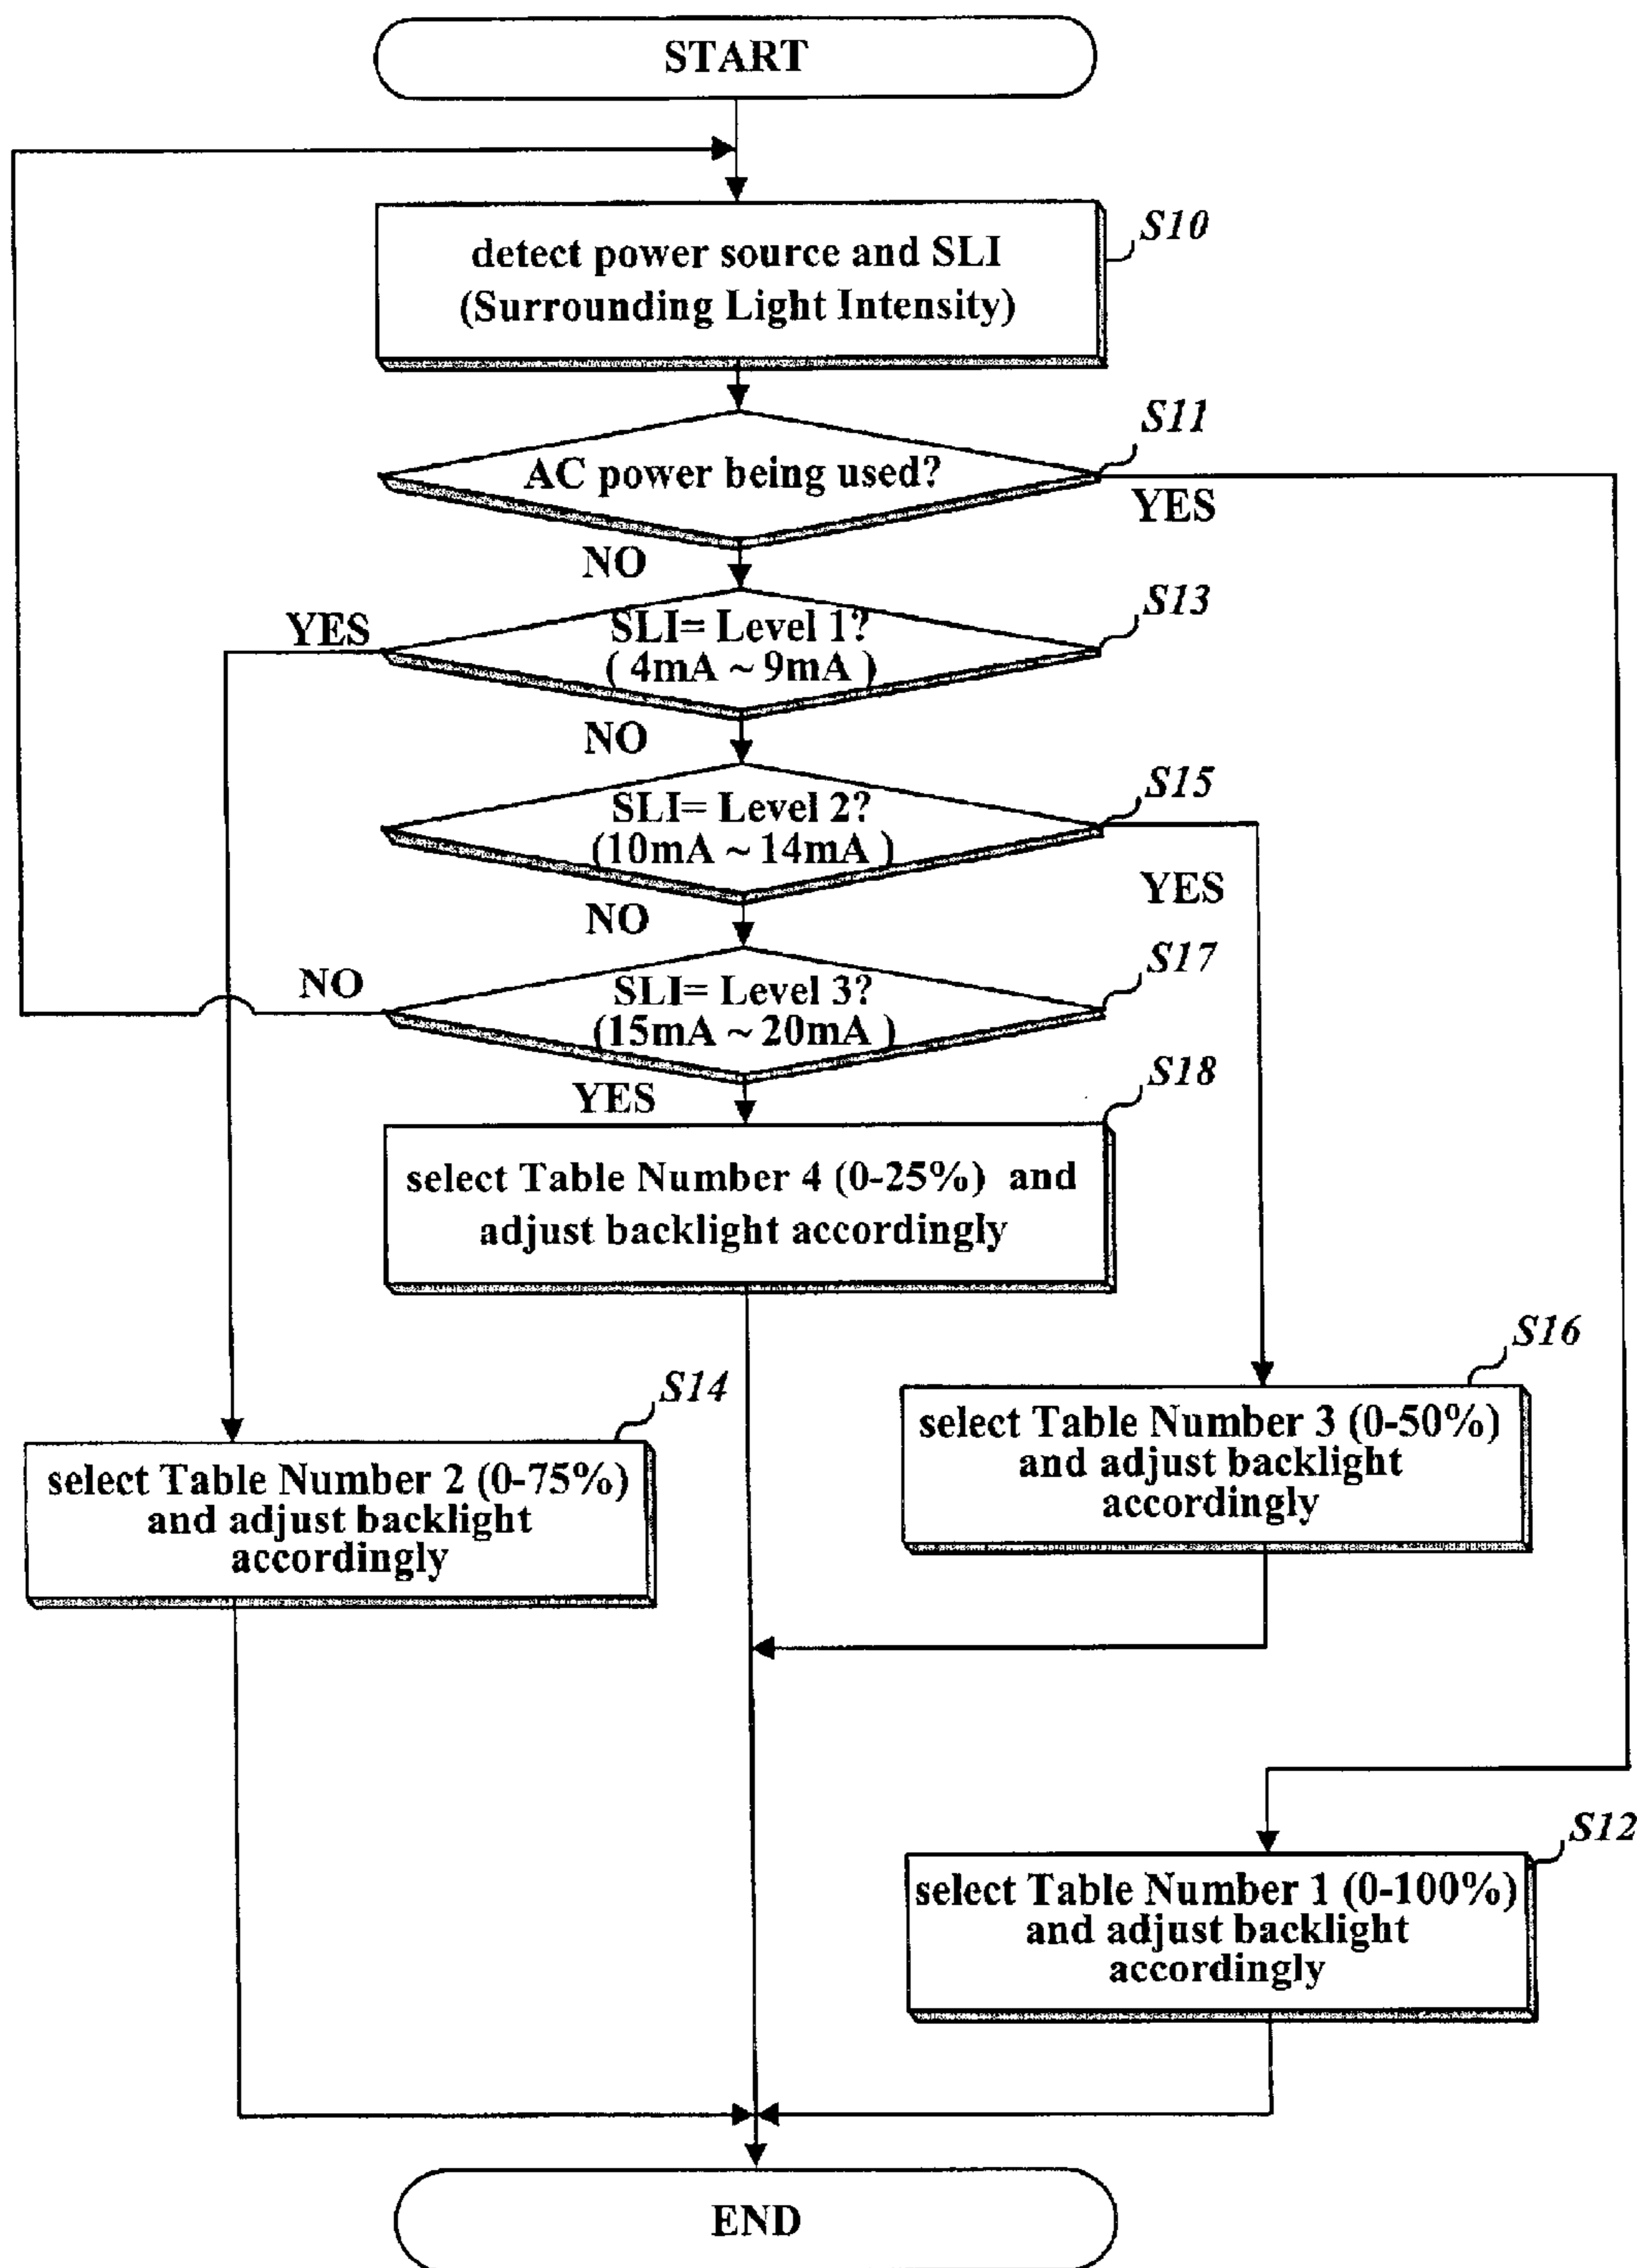 START
detect power source and SLI
(Surrounding Light Intensity)
S10
AC power being used?
S11
YES
NO
SLI= Level 1?
( 4mA ~ 9mA )
S13
YES
NO
SLI= Level 2?
(10mA ~ 14mA )
S15
YES
NO
SLI= Level 3?
(15mA ~ 20mA )
S17
NO
YES
S18
select Table Number 4 (0-25%) and
adjust backlight accordingly
S16
select Table Number 3 (0-50%)
and adjust backlight
accordingly
S14
select Table Number 2 (0-75%)
and adjust backlight
accordingly
S12
select Table Number 1 (0-100%)
and adjust backlight
accordingly
END